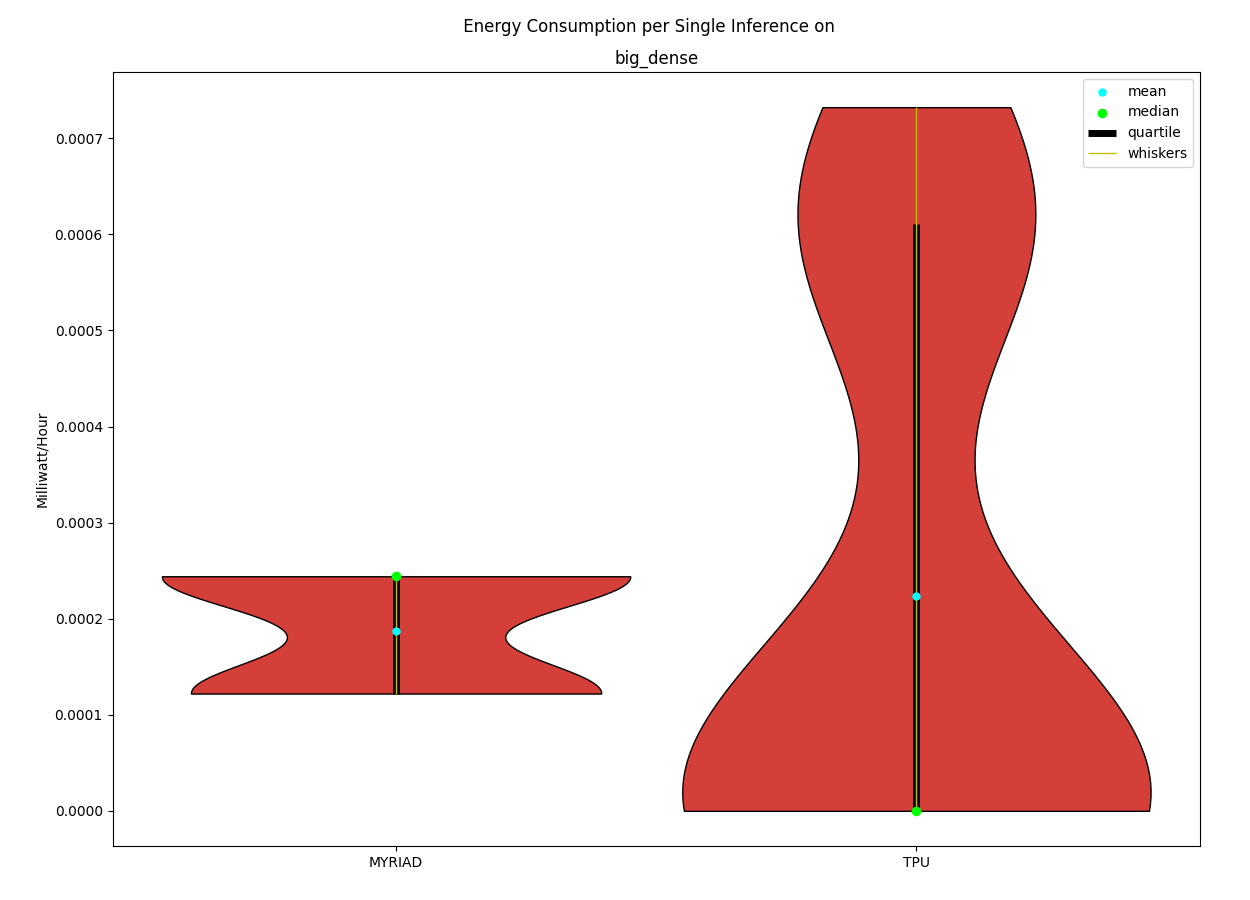 Energy Consumption per Single Inference on
big_dense
mean
median
quartile
whiskers
Milliwatt/Hour
0.0007
0.0006
0.0005
0.0004
0.0003
0.0002
0.0001
0.0000
MYRIAD
TPU